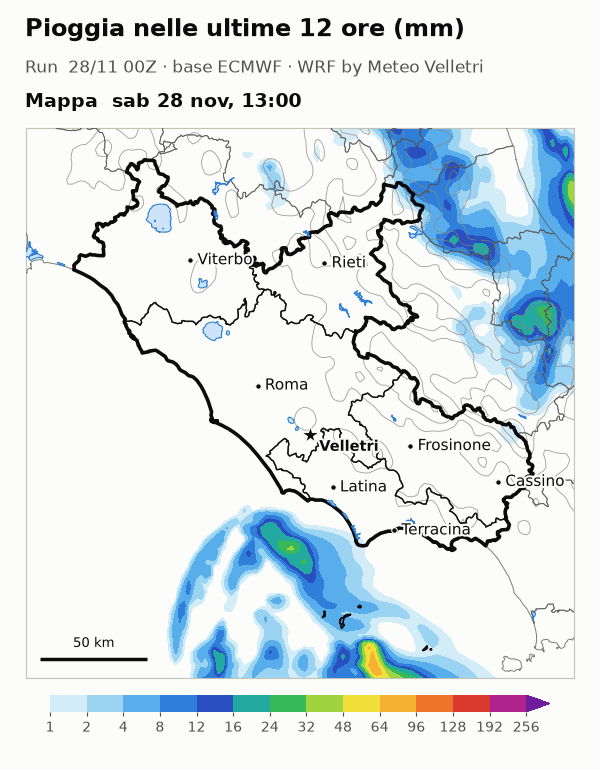 Pioggia nelle ultime 12 ore (mm)
Run  28/11 00Z · base ECMWF · WRF by Meteo Velletri
Mappa  sab 28 nov, 13:00
Viterbo
Rieti
Roma
Velletri
Frosinone
Cassino
Latina
Terracina
50 km
1 2 4 8 12 16 24 32 48 64 96 128 192 256